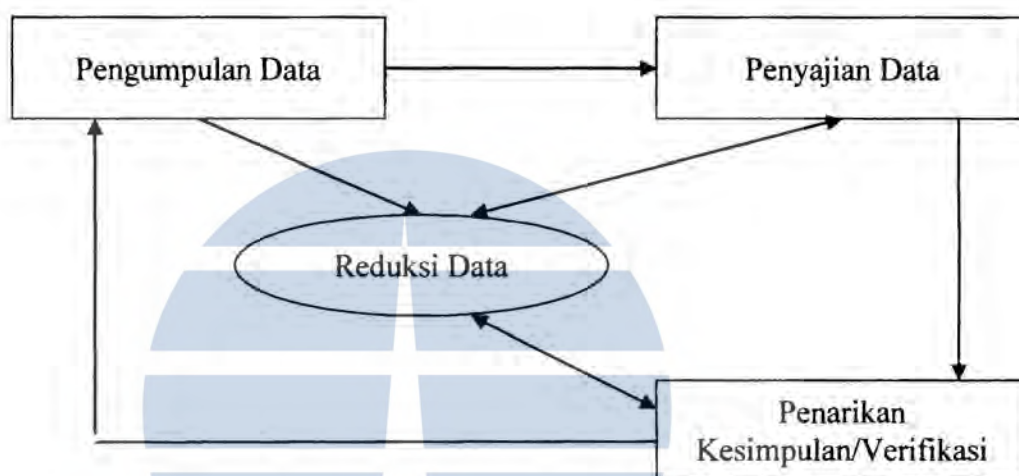 Pengumpulan Data
Penyajian Data
Reduksi Data
Penarikan
Kesimpulan/Verifikasi